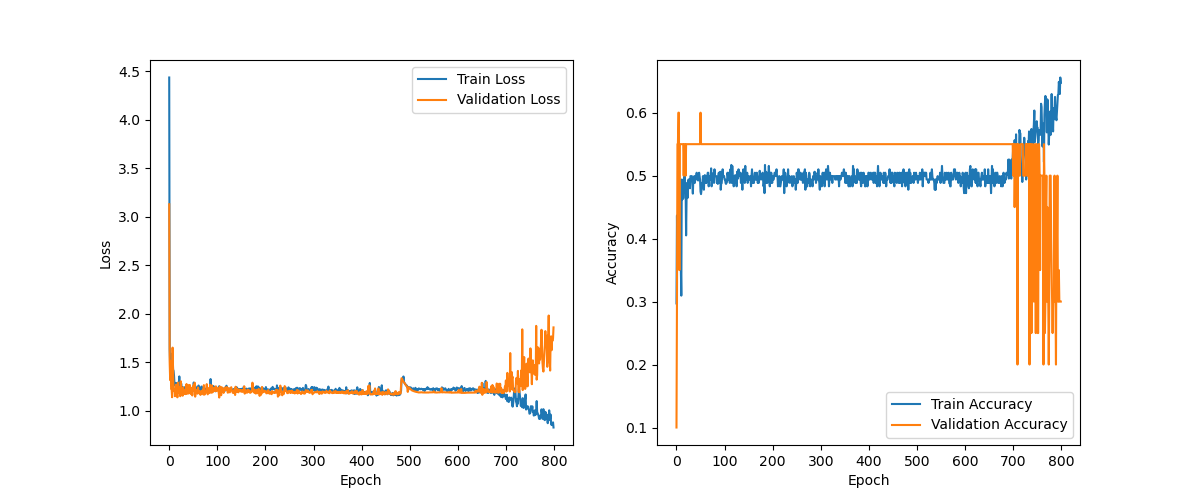 4.5
4.0
3.5
3.0
2.5
2.0
1.5
1.0
Loss
0 100 200 300 400 500 600 700 800
Epoch
Train Loss
Validation Loss
0.6
0.5
0.4
0.3
0.2
0.1
Accuracy
0 100 200 300 400 500 600 700 800
Epoch
Train Accuracy
Validation Accuracy